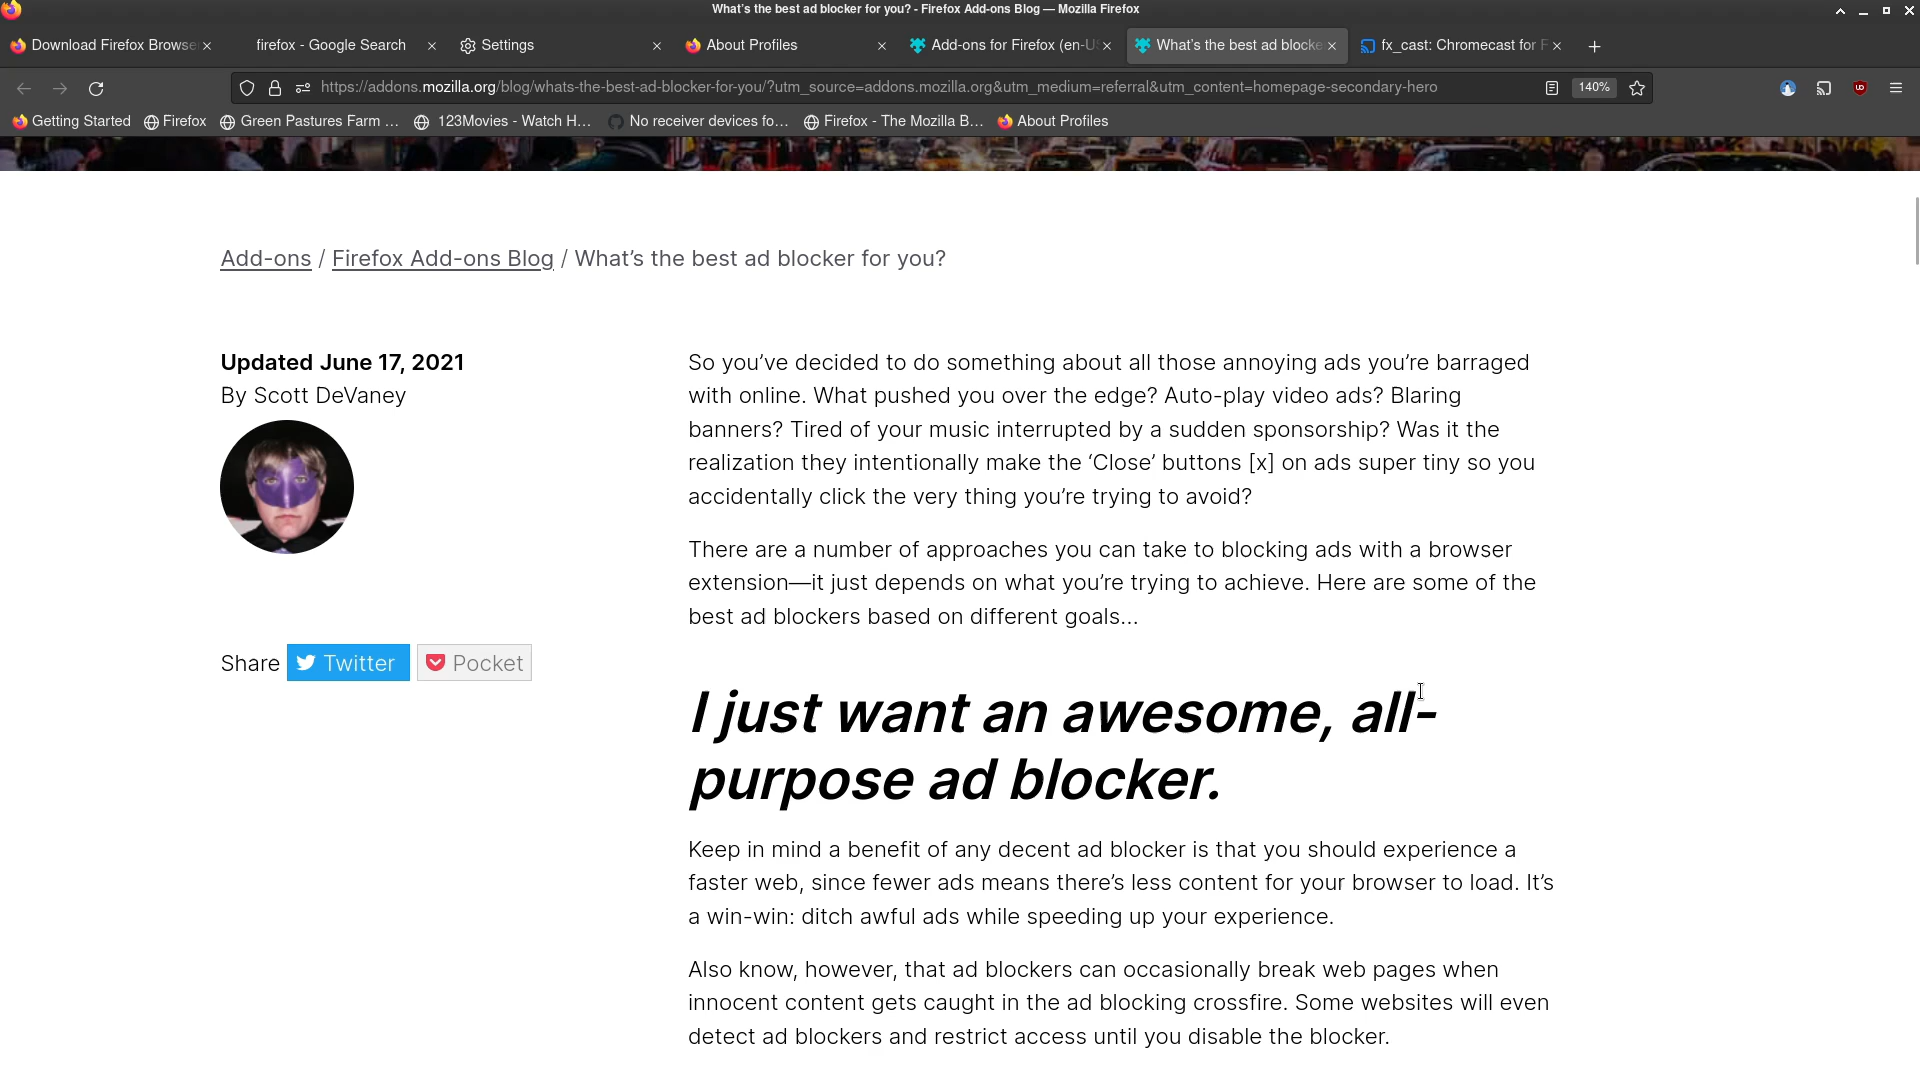 What's the best ad blocker for you? - Firefox Add-ons Blog — Mozilla Firefox
Download Firefox Browse
firefox - Google Search
Settings
About Profiles
Add-ons for Firefox (en-US
What's the best ad blocke
fx_cast: Chromecast for F
https://addons.mozilla.org/blog/whats-the-best-ad-blocker-for-you/?utm_source=addons.mozilla.org&utm_medium=referral&utm_content=homepage-secondary-hero
140%
Getting Started
Firefox
Green Pastures Farm ...
123Movies - Watch H...
No receiver devices fo...
Firefox - The Mozilla B...
About Profiles
Add-ons / Firefox Add-ons Blog / What's the best ad blocker for you?
Updated June 17, 2021
By Scott DeVaney
Share
Twitter
Pocket
So you've decided to do something about all those annoying ads you're barraged
with online. What pushed you over the edge? Auto-play video ads? Blaring
banners? Tired of your music interrupted by a sudden sponsorship? Was it the
realization they intentionally make the ‘Close’ buttons [x] on ads super tiny so you
accidentally click the very thing you're trying to avoid?
There are a number of approaches you can take to blocking ads with a browser
extension—it just depends on what you're trying to achieve. Here are some of the
best ad blockers based on different goals...
I just want an awesome, all-
purpose ad blocker.
Keep in mind a benefit of any decent ad blocker is that you should experience a
faster web, since fewer ads means there's less content for your browser to load. It's
a win-win: ditch awful ads while speeding up your experience.
Also know, however, that ad blockers can occasionally break web pages when
innocent content gets caught in the ad blocking crossfire. Some websites will even
detect ad blockers and restrict access until you disable the blocker.